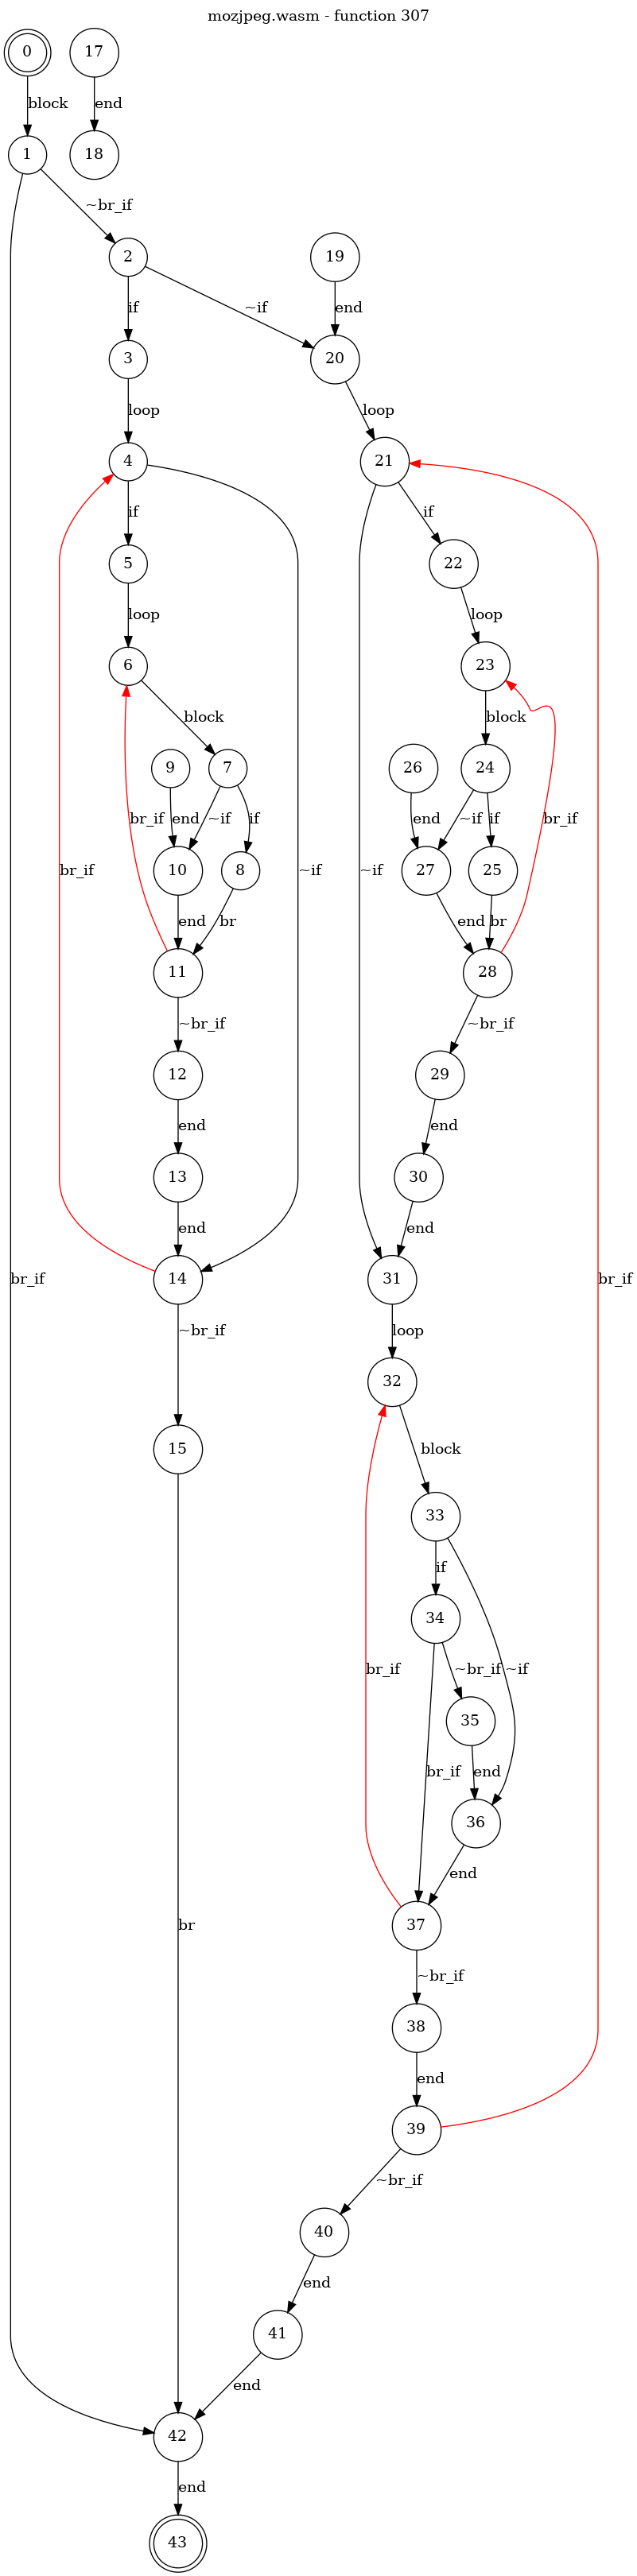 mozjpeg.wasm - function 307
0 17
block end
1 18
~br_if
2 19
if ~if end
3 20
loop loop
4 21
if if
5 22
loop loop
6 23
block block
9 7 26 24
br_if end ~if if end ~if if br_if
br_if 10 8 ~if ~if 27 25
end br end br
11 28
~br_if ~br_if
12 29
end end
13 30
end end
br_if 14 31 br_if
~br_if loop
32
15 block
33
if
34
br_if ~br_if ~if
35
br_if end
36
end
br 37
~br_if
38
end
39
~br_if
40
end
41
end
42
end
43